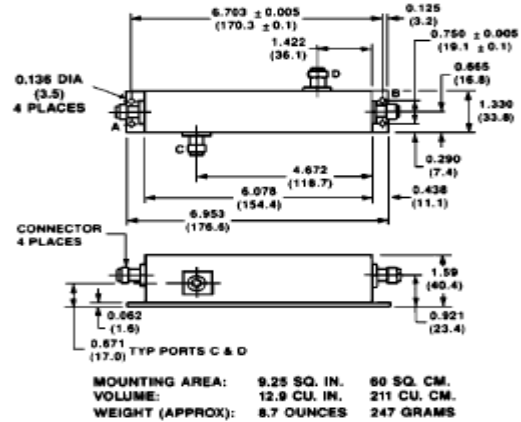 6.703 ± 0.005
(170.3 ± 0.1)
0.125
(3.2)
1.422
(36.1)
0.750 ± 0.005
(19.1 ± 0.1)
0.136 DIA
(3.5)
4 PLACES
D
B
0.665
(16.8)
A
1.330
(33.8)
C
4.672
(118.7)
0.290
(7.4)
6.078
(154.4)
0.438
(11.1)
6.953
(176.6)
CONNECTOR
4 PLACES
1.59
(40.4)
0.062
(1.6)
0.921
(23.4)
0.671
(17.0) TYP PORTS C & D
MOUNTING AREA: 9.25 SQ. IN. 60 SQ. CM.
VOLUME: 12.9 CU. IN. 211 CU. CM.
WEIGHT (APPROX): 8.7 OUNCES 247 GRAMS